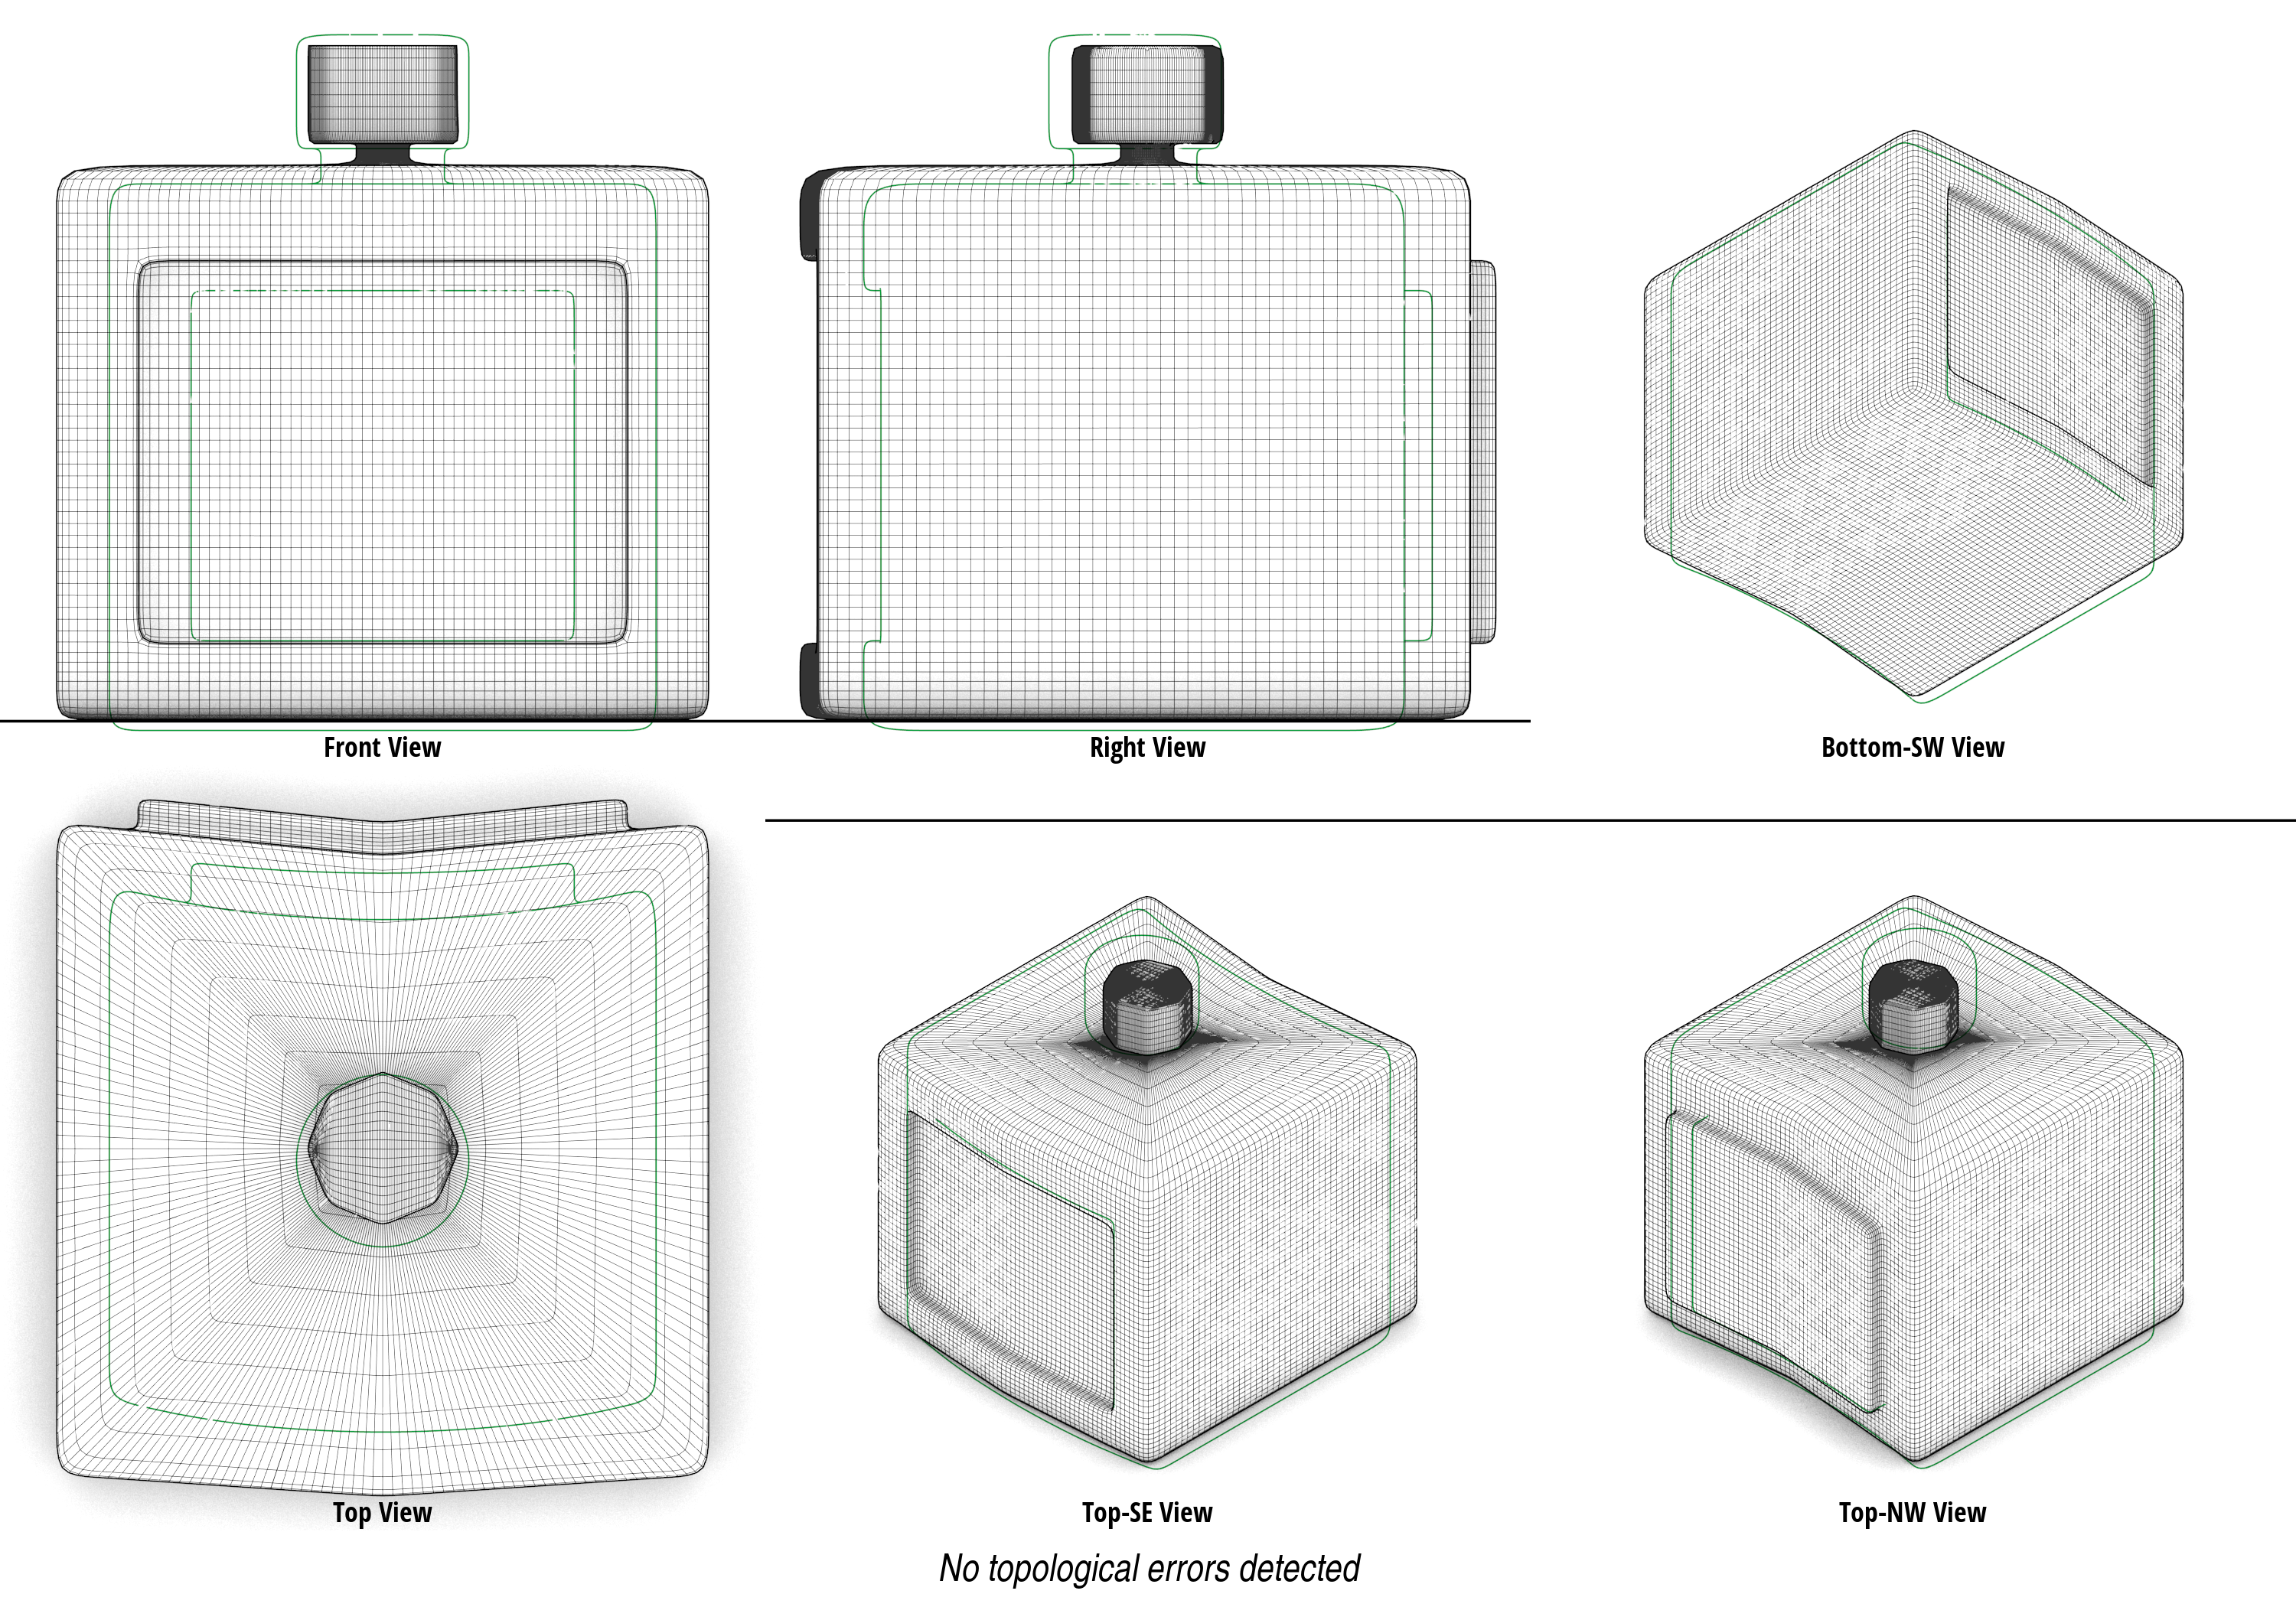 Front View
Right View
Bottom-SW View
Top View
Top-SE View
Top-NW View
No topological errors detected